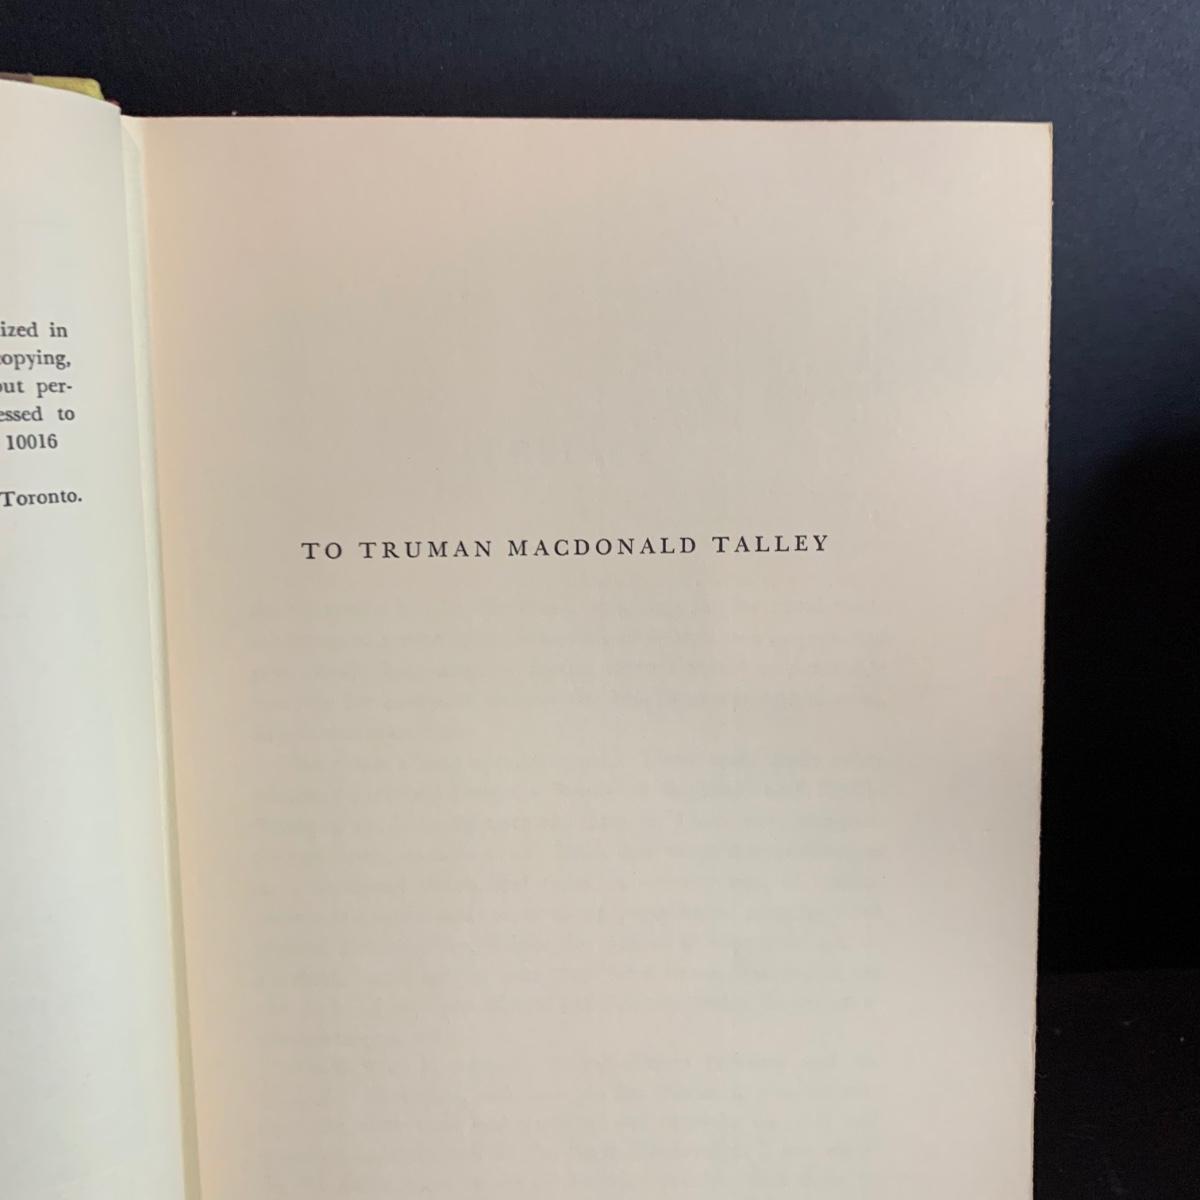 ized in
opying,
out per-
essed to
10016
Toronto.
TO TRUMAN MACDONALD TALLEY